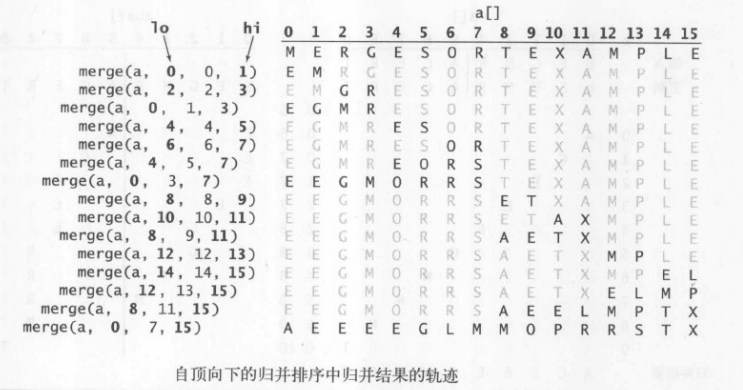 a[]
lo hi 0 1 2 3 4 5 6 7 8 9 10 11 12 13 14 15
M E R G E S O R T E X A M P L E
merge(a, 0, 0, 1) E M R G E S O R T E X A M P L E
merge(a, 2, 2, 3) E M G R E S O R T E X A M P L E
merge(a, 0, 1, 3) E G M R E S O R T E X A M P L E
merge(a, 4, 4, 5) E G M R E S O R T E X A M P L E
merge(a, 6, 6, 7) E G M R E S O R T E X A M P L E
merge(a, 4, 5, 7) E G M R E O R S T E X A M P L E
merge(a, 0, 3, 7) E E G M O R R S T E X A M P L E
merge(a, 8, 8, 9) E E G M O R R S E T X A M P L E
merge(a, 10, 10, 11) E E G M O R R S E T A X M P L E
merge(a, 8, 9, 11) E E G M O R R S A E T X M P L E
merge(a, 12, 12, 13) E E G M O R R S A E T X M P L E
merge(a, 14, 14, 15) E E G M O R R S A E T X M P E L
merge(a, 12, 13, 15) E E G M O R R S A E T X E L M P
merge(a, 8, 11, 15) E E G M O R R S A E E L M P T X
merge(a, 0, 7, 15) A E E E E G L M M O P R R S T X
自顶向下的归并排序中归并结果的轨迹